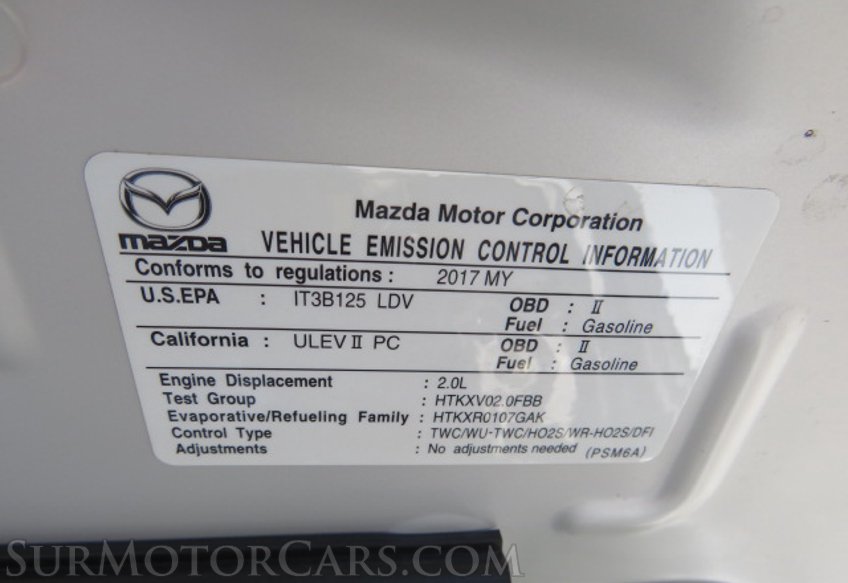 Mazda Motor Corporation
mazda VEHICLE EMISSION CONTROL INFORMATION
Conforms to regulations : 2017 MY
U.S.EPA : IT3B125 LDV OBD : II
Fuel : Gasoline
California : ULEV II PC OBD : II
Fuel : Gasoline
Engine Displacement : 2.0L
Test Group : HTKXV02.0FBB
Evaporative/Refueling Family : HTKXR0107GAK
Control Type : TWC/WU-TWC/HO2S/WR-HO2S/DFI
Adjustments : No adjustments needed (PSM6A)
SurMotorCars.com